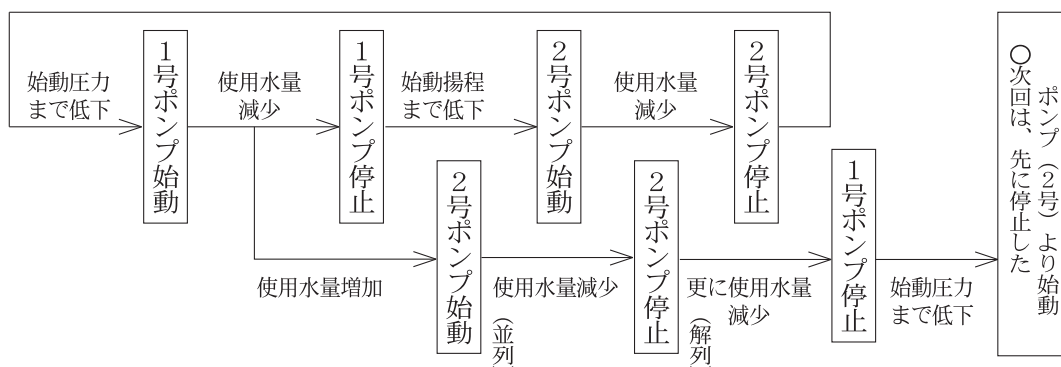 始動圧力
まで低下
1号ポンプ始動
使用水量
減少
1号ポンプ停止
始動揚程
まで低下
2号ポンプ始動
使用水量
減少
2号ポンプ停止
使用水量増加
2号ポンプ始動
(並列
使用水量減少
2号ポンプ停止
(解列
更に使用水量
減少
1号ポンプ停止
始動圧力
まで低下
○次回は、先に停止した
ポンプ(2号)より始動